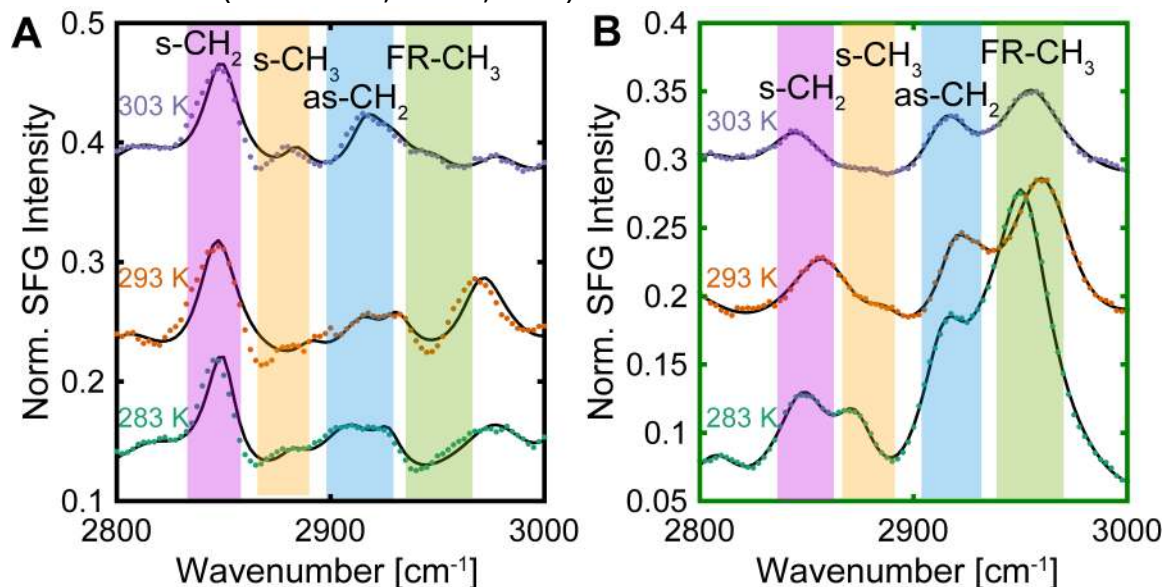 A
s-CH2
s-CH3
as-CH2
FR-CH3
303 K
293 K
283 K
0.5
0.4
0.3
0.2
0.1
2800
2900
3000
Norm. SFG Intensity
Wavenumber [cm-1]
B
s-CH2
s-CH3
as-CH2
FR-CH3
303 K
293 K
283 K
0.4
0.35
0.3
0.25
0.2
0.15
0.1
0.05
2800
2900
3000
Norm. SFG Intensity
Wavenumber [cm-1]